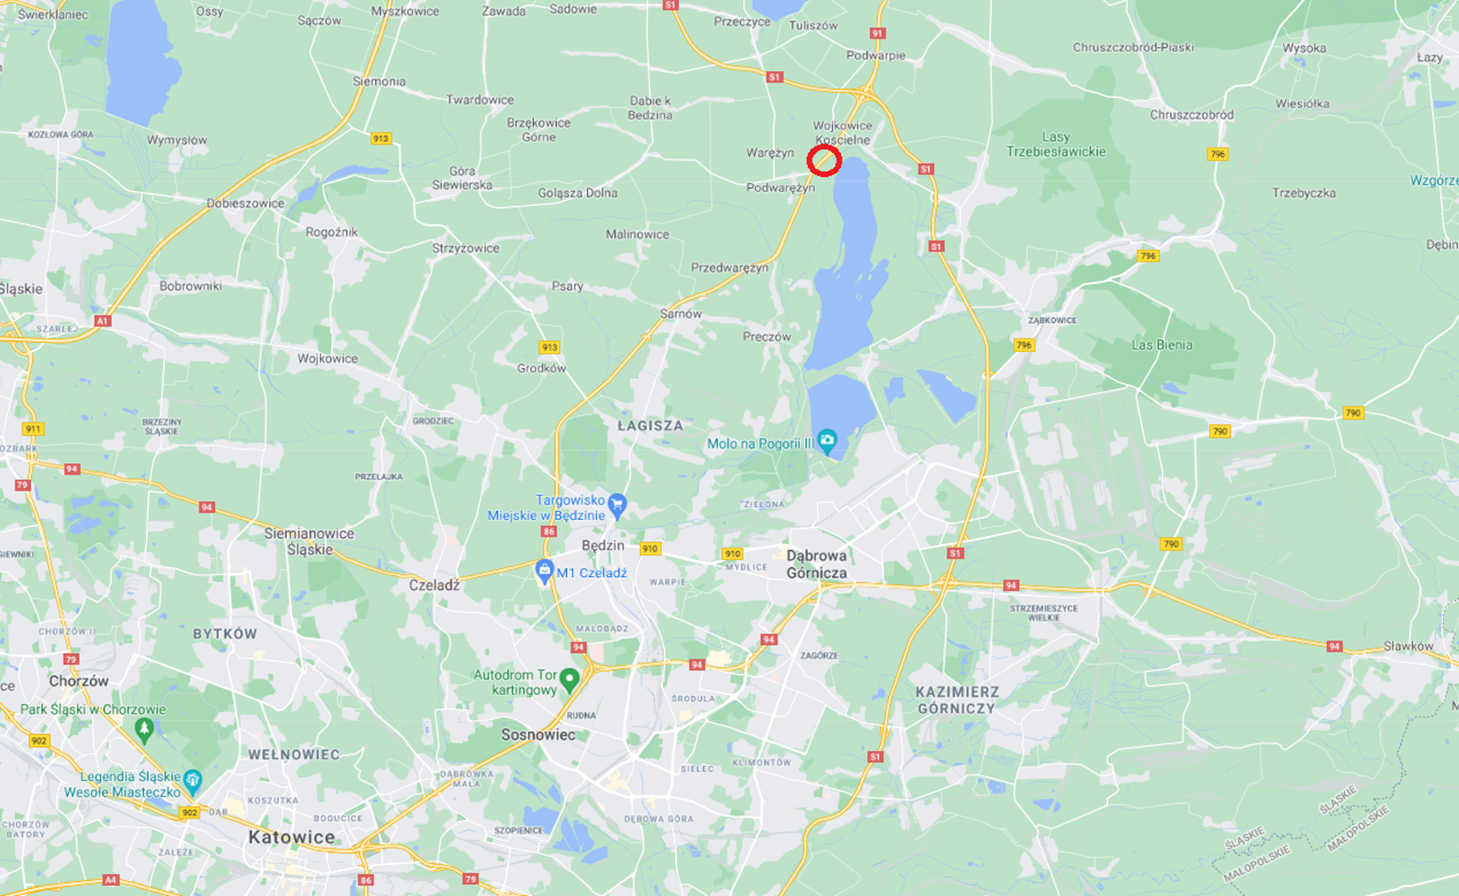 Świerklaniec
Ossy
Sączów
Myszkowice
Zawada
Sadowie
S1
Przeczyce
Tuliszów
91
Podwarpie
Chruszczobród-Piaski
Wysoka
Łazy
Siemonia
S1
Twardowice
Dąbie k
Będzina
Wiesiółka
Chruszczobród
KOZŁOWA GÓRA
Wymysłów
913
Brzękowice
Górne
Wojkowice
Kościelne
Lasy
Trzebiesławickie
796
Warężyn
Góra
Siewierska
Goląsza Dolna
Podwarężyn
S1
Wzgórze
Trzebyczka
Dobieszowice
Rogoźnik
Strzyżowice
Malinowice
S1
Dębin
796
Przedwarężyn
Śląskie
Bobrowniki
Psary
Sarnów
A1
SZARLEJ
ZĄBKOWICE
Preczów
796
Las Bienia
Wojkowice
913
Grodków
790
GRODZIEC
BRZEZINY
ŚLĄSKIE
911
ŁAGISZA
790
Molo na Pogorii III
OZBARK
94
PRZELAJKA
79
94
Targowisko
Miejskie w Będzinie
ZIELONA
Siemianowice
Śląskie
86
Będzin
910
910
790
GIEWNIKI
Dąbrowa
Górnicza
S1
M1 Czeladź
Czeladź
WARPIE
MYDLICE
94
STRZEMIESZYCE
WIELKIE
CHORZÓW II
BYTKÓW
MAŁOBĄDZ
94
94
94
Sławków
79
94
ZAGÓRZE
Chorzów
Autodrom Tor
kartingowy
ŚRODULA
KAZIMIERZ
GÓRNICZY
Park Śląski w Chorzowie
RUDNA
Sosnowiec
902
WEŁNOWIEC
S1
Legendia Śląskie
Wesołe Miasteczko
DĄBRÓWKA
MAŁA
SIELEC
KLIMONTÓW
KOSZUTKA
902
DĄB
BOGUCICE
DĘBOWA GÓRA
ŚLĄSKIE
MAŁOPOLSKIE
CHORZÓW
BATORY
Katowice
SZOPIENICE
ŚLĄSKIE
MAŁOPOLSKIE
ZAŁĘŻE
A4
86
79